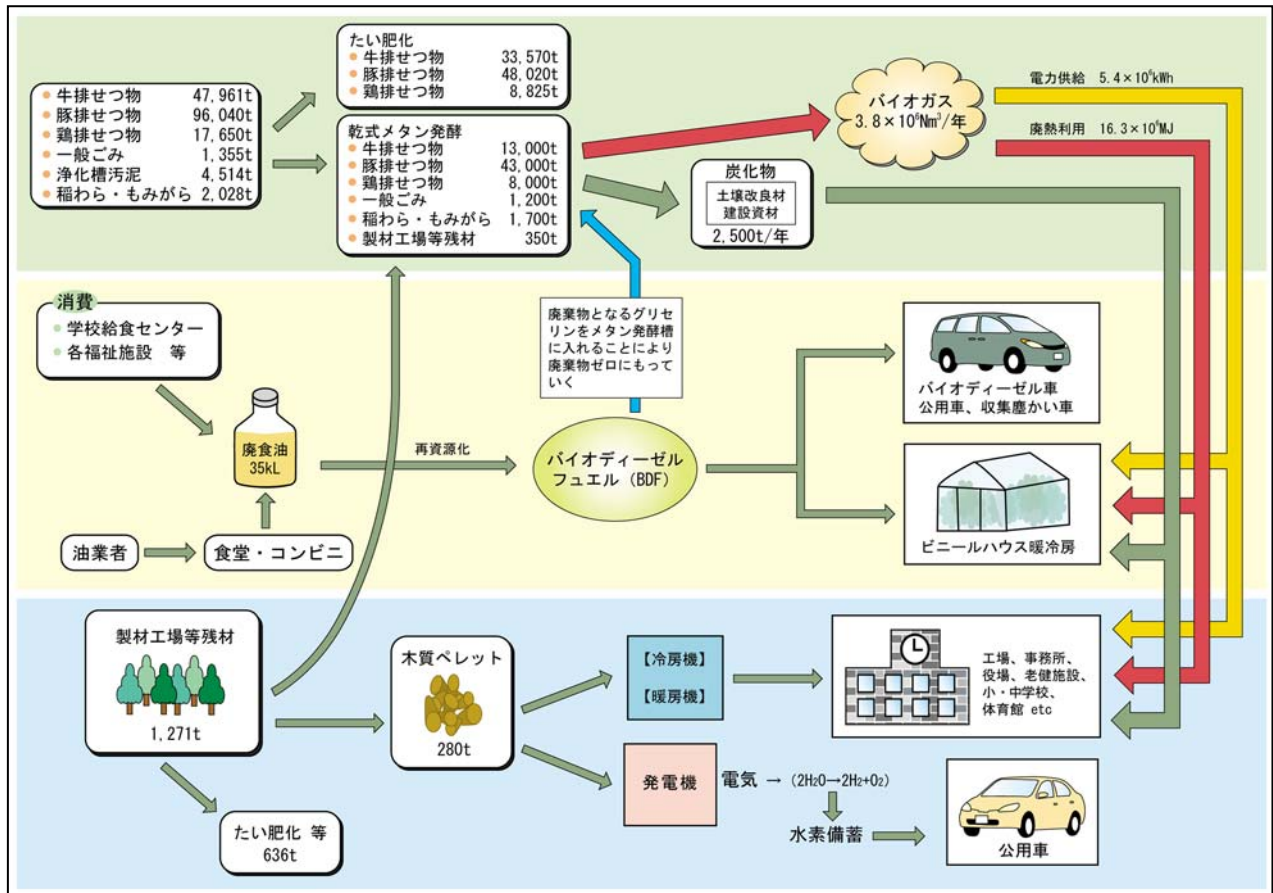 牛排せつ物 47,961t
豚排せつ物 96,040t
鶏排せつ物 17,650t
一般ごみ 1,355t
浄化槽汚泥 4,514t
稲わら・もみがら 2,028t
たい肥化
牛排せつ物 33,570t
豚排せつ物 48,020t
鶏排せつ物 8,825t
乾式メタン発酵
牛排せつ物 13,000t
豚排せつ物 43,000t
鶏排せつ物 8,000t
一般ごみ 1,200t
稲わら・もみがら 1,700t
製材工場等残材 350t
バイオガス
3.8×10⁶Nm³/年
電力供給 5.4×10⁶kWh
廃熱利用 16.3×10⁶MJ
炭化物
土壌改良材
建設資材
2,500t/年
消費
学校給食センター
各福祉施設 等
廃食油
35kL
油業者
食堂・コンビニ
再資源化
廃棄物となるグリセ
リンをメタン発酵槽
に入れることにより
廃棄物ゼロにもって
いく
バイオディーゼル
フュエル（BDF）
バイオディーゼル車
公用車、収集塵かい車
ビニールハウス暖冷房
製材工場等残材
1,271t
たい肥化 等
636t
木質ペレット
280t
【冷房機】
【暖房機】
発電機
電気 → （2H₂O→2H₂+O₂）
水素備蓄
工場、事務所、
役場、老健施設、
小・中学校、
体育館 etc
公用車